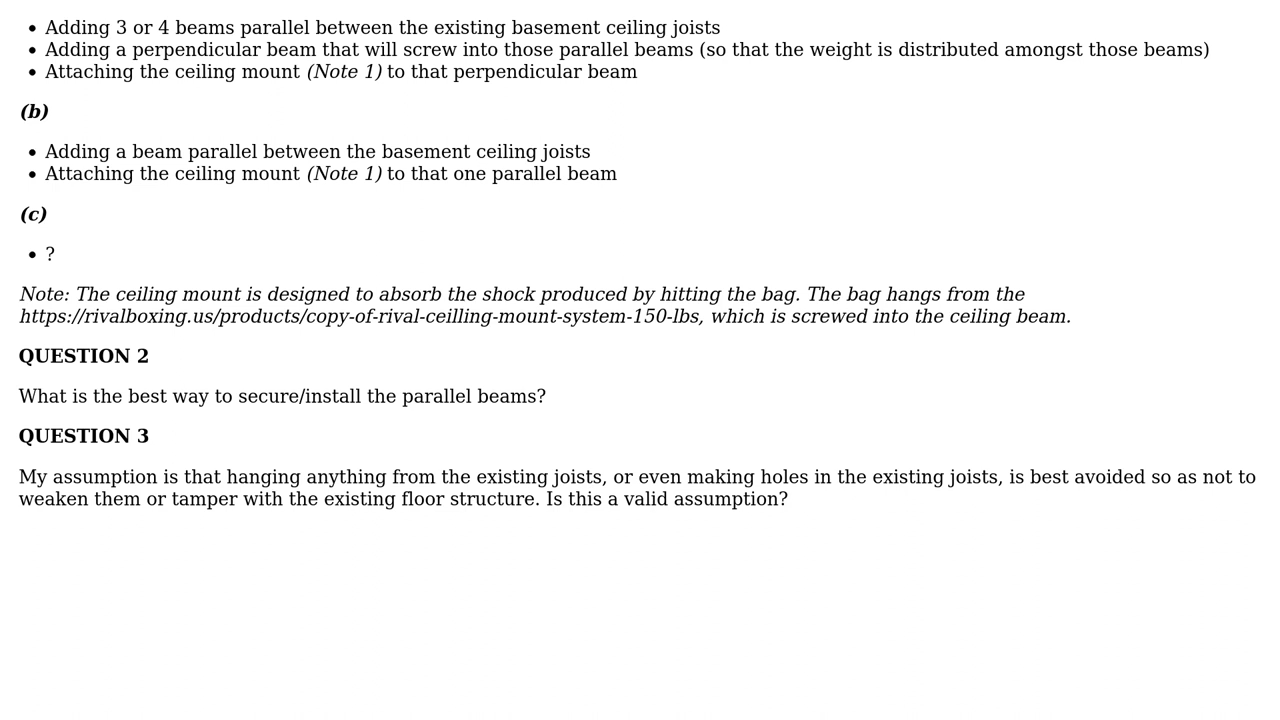 • Adding 3 or 4 beams parallel between the existing basement ceiling joists
• Adding a perpendicular beam that will screw into those parallel beams (so that the weight is distributed amongst those beams)
• Attaching the ceiling mount (Note 1) to that perpendicular beam
(b)
• Adding a beam parallel between the basement ceiling joists
• Attaching the ceiling mount (Note 1) to that one parallel beam
(c)
• ?
Note: The ceiling mount is designed to absorb the shock produced by hitting the bag. The bag hangs from the
https://rivalboxing.us/products/copy-of-rival-ceilling-mount-system-150-lbs, which is screwed into the ceiling beam.
QUESTION 2
What is the best way to secure/install the parallel beams?
QUESTION 3
My assumption is that hanging anything from the existing joists, or even making holes in the existing joists, is best avoided so as not to
weaken them or tamper with the existing floor structure. Is this a valid assumption?